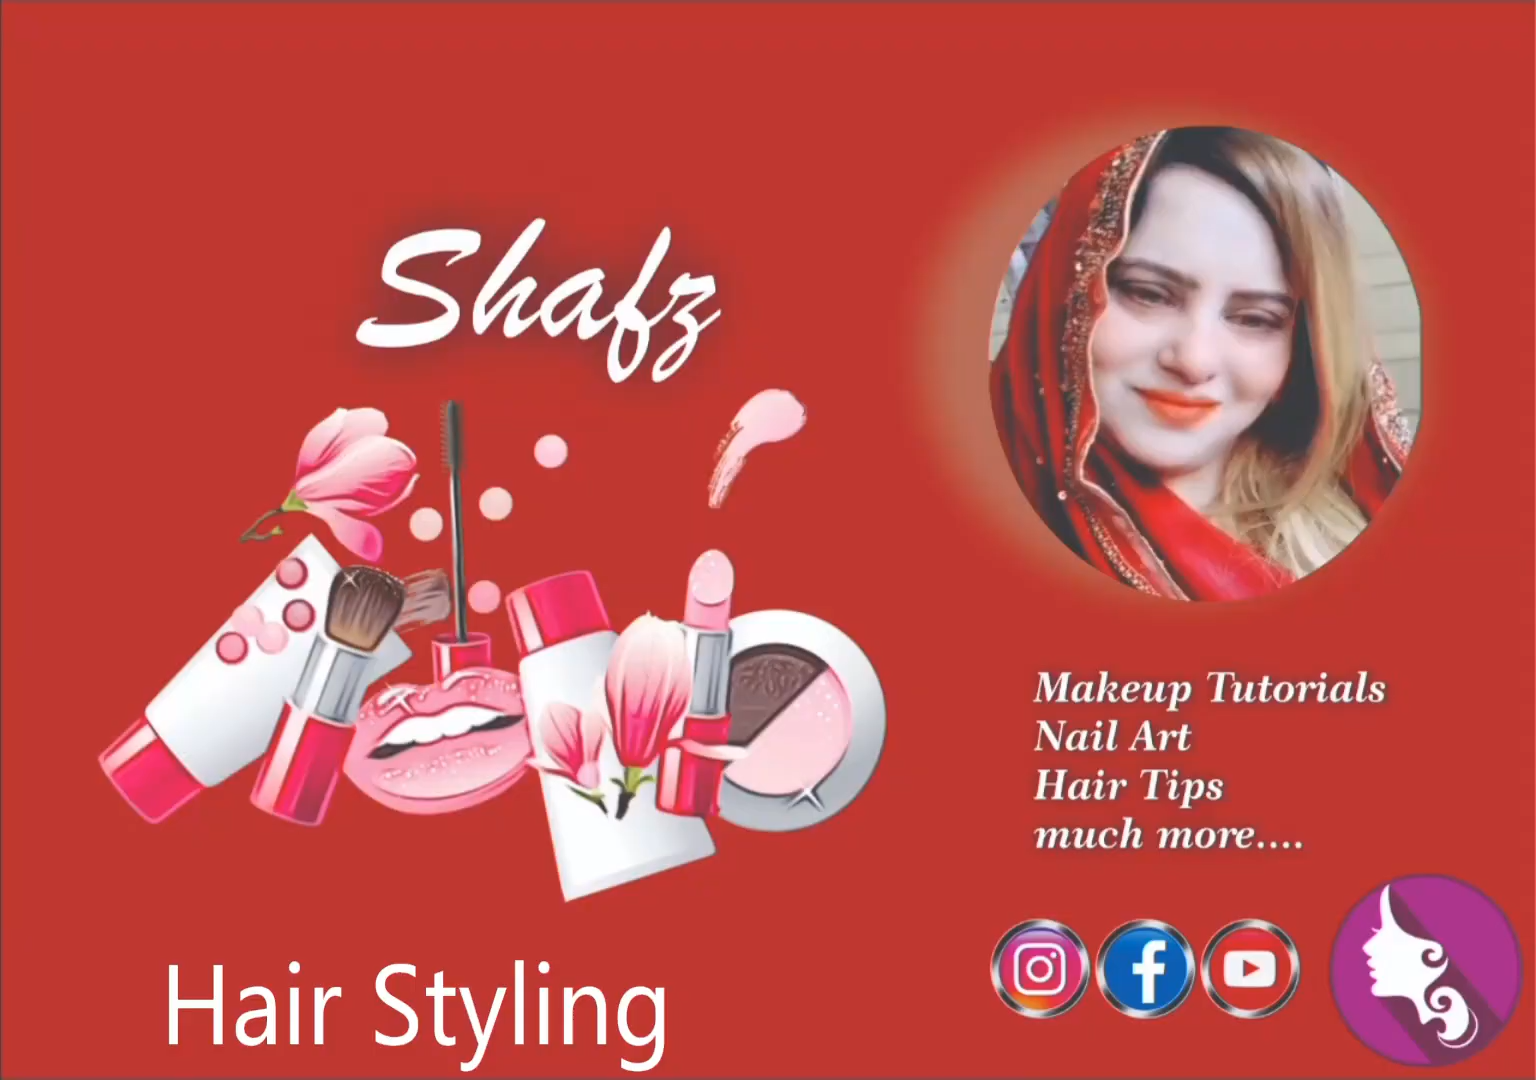 Shafz
Makeup Tutorials
Nail Art
Hair Tips
much more....
Hair Styling